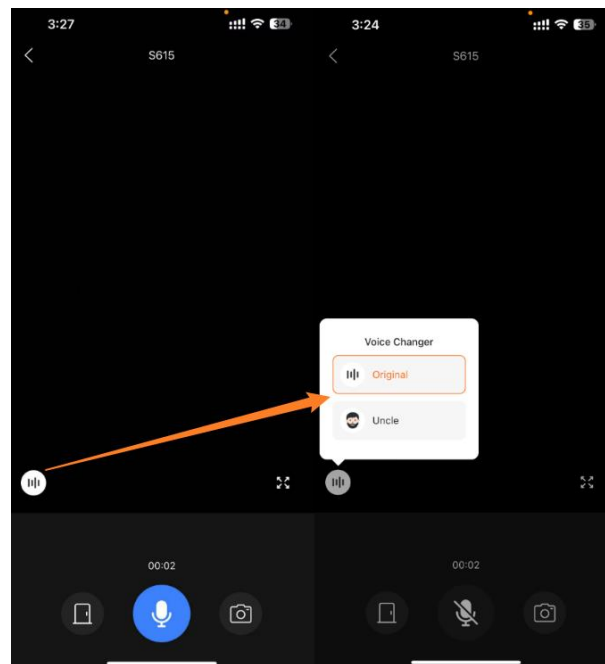 3:27
34
S615
00:02
3:24
35
S615
Voice Changer
Original
Uncle
00:02